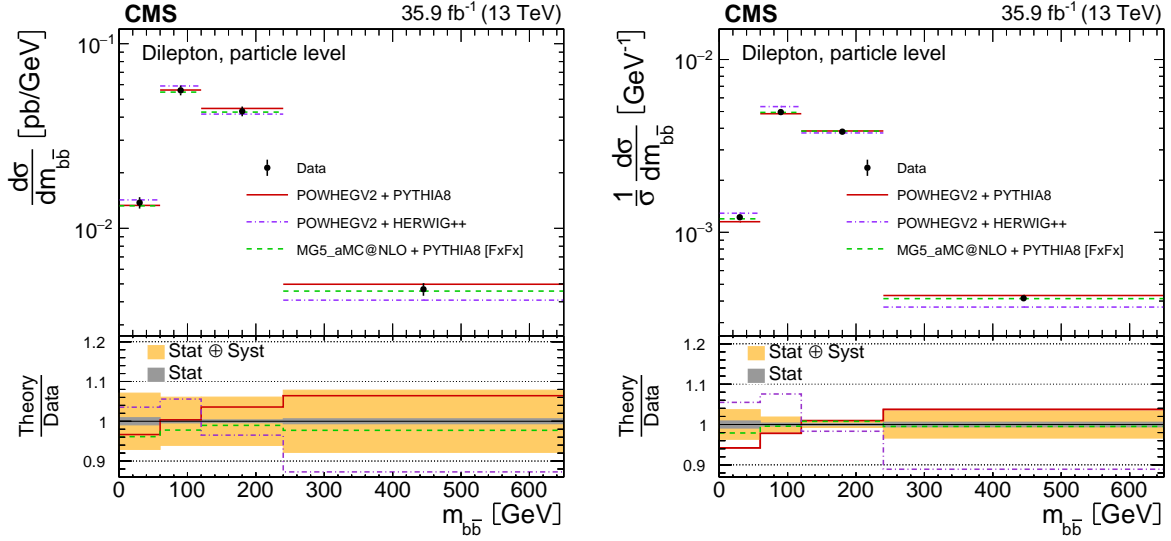 CMS 35.9 fb⁻¹ (13 TeV)
dσ/dm_bb̅ [pb/GeV]
10⁻¹
10⁻²
Dilepton, particle level
Data
POWHEGV2 + PYTHIA8
POWHEGV2 + HERWIG++
MG5_aMC@NLO + PYTHIA8 [FxFx]
Theory/Data
1.2
1.1
1
0.9
Stat ⊕ Syst
Stat
0 100 200 300 400 500 600
m_bb̅ [GeV]
CMS 35.9 fb⁻¹ (13 TeV)
1/σ dσ/dm_bb̅ [GeV⁻¹]
10⁻²
10⁻³
Dilepton, particle level
Data
POWHEGV2 + PYTHIA8
POWHEGV2 + HERWIG++
MG5_aMC@NLO + PYTHIA8 [FxFx]
Theory/Data
1.2
1.1
1
0.9
Stat ⊕ Syst
Stat
0 100 200 300 400 500 600
m_bb̅ [GeV]